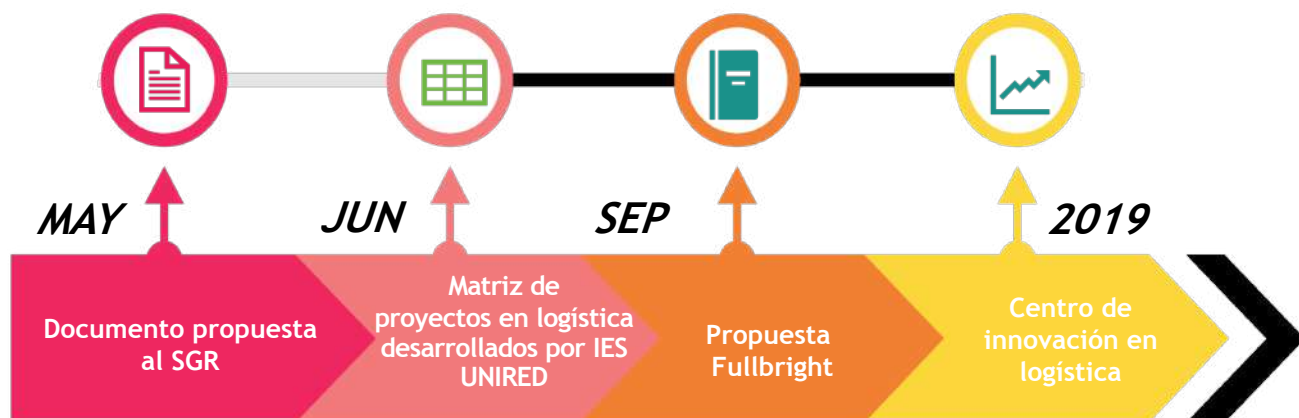 MAY
JUN
SEP
2019
Documento propuesta
al SGR
Matriz de
proyectos en logística
desarrollados por IES
UNIRED
Propuesta
Fullbright
Centro de
innovación en
logística